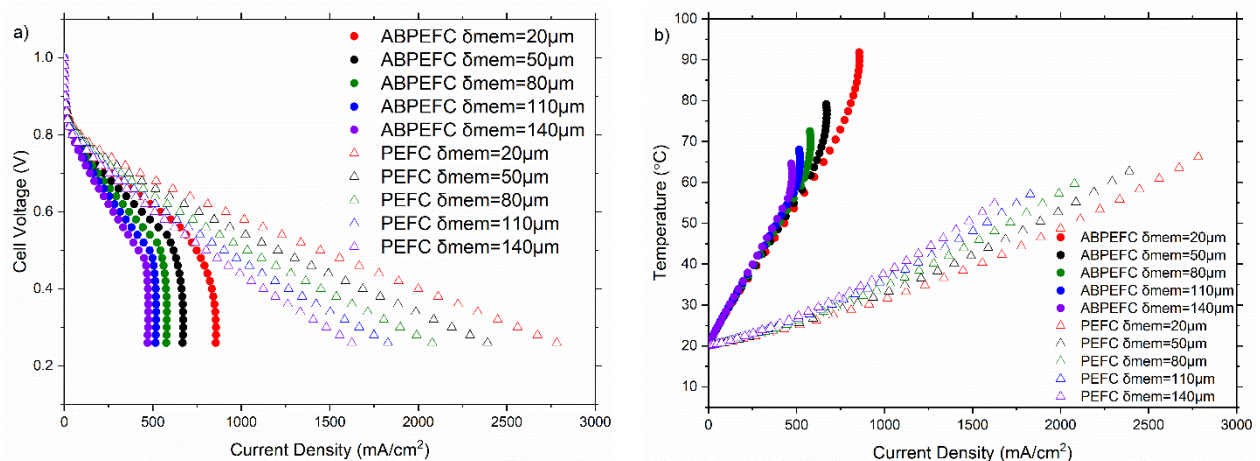 a)
ABPEFC δmem=20µm
ABPEFC δmem=50µm
ABPEFC δmem=80µm
ABPEFC δmem=110µm
ABPEFC δmem=140µm
PEFC δmem=20µm
PEFC δmem=50µm
PEFC δmem=80µm
PEFC δmem=110µm
PEFC δmem=140µm
Cell Voltage (V)
1.0
0.8
0.6
0.4
0.2
0 500 1000 1500 2000 2500 3000
Current Density (mA/cm²)
b)
Temperature (°C)
100
90
80
70
60
50
40
30
20
10
ABPEFC δmem=20µm
ABPEFC δmem=50µm
ABPEFC δmem=80µm
ABPEFC δmem=110µm
ABPEFC δmem=140µm
PEFC δmem=20µm
PEFC δmem=50µm
PEFC δmem=80µm
PEFC δmem=110µm
PEFC δmem=140µm
0 500 1000 1500 2000 2500 3000
Current Density (mA/cm²)